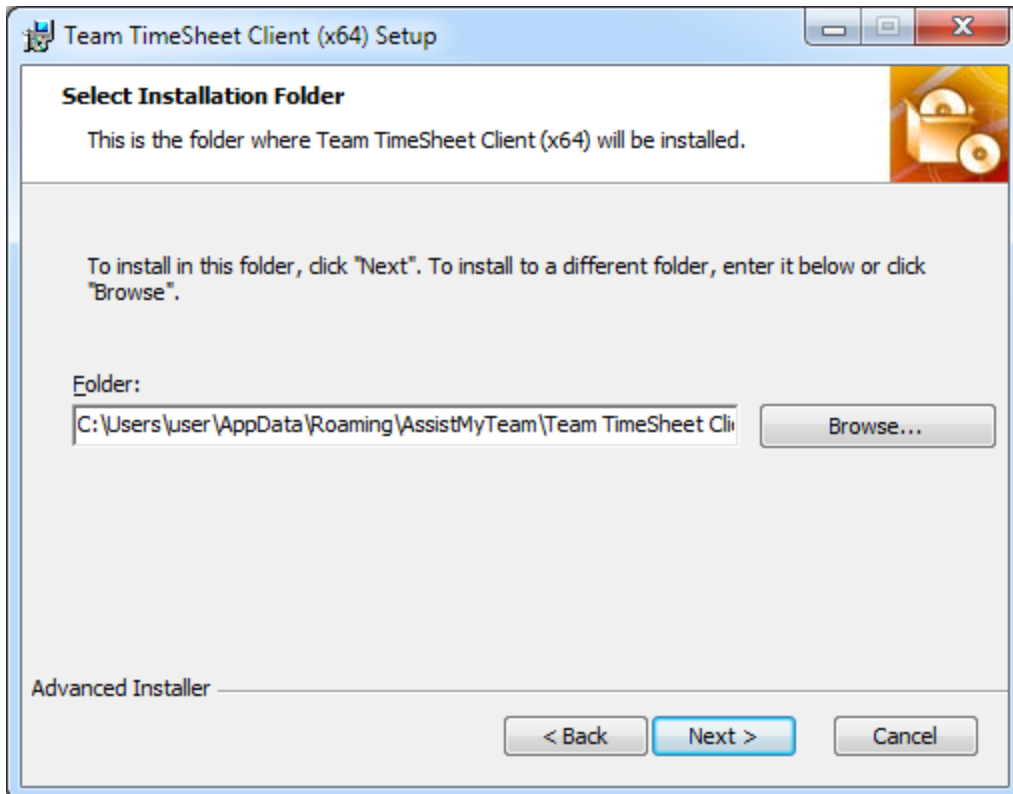 Team TimeSheet Client (x64) Setup
Select Installation Folder
This is the folder where Team TimeSheet Client (x64) will be installed.
To install in this folder, click "Next". To install to a different folder, enter it below or click
"Browse".
Folder:
C:\Users\user\AppData\Roaming\AssistMyTeam\Team TimeSheet Cli
Browse...
Advanced Installer
< Back
Next >
Cancel